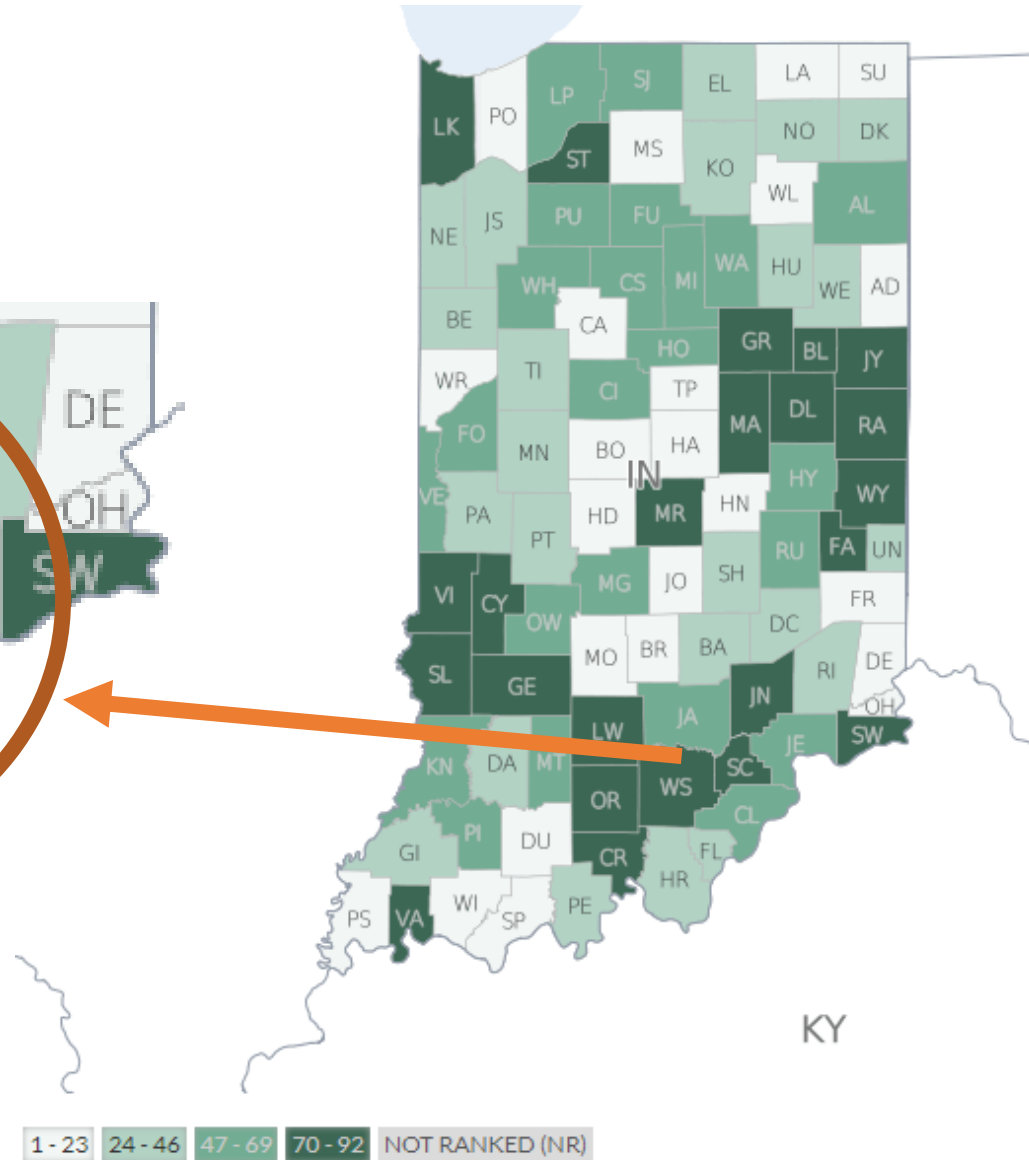 LA SU
LP SJ EL
PO
LK NO DK
MS
ST KO
WL
AL
PU FU
JS
NE WA HU
WH CS MI WE AD
BE CA
GR BL JY
HO
WR TI
CI TP
DE DL
MA RA
FO BO HA
MN IN
HY
VE WY
OH PA HD MR HN
PT
RU FA UN
SW SH
MG JO
VI CY FR
OW DC
MO BR BA
DE
RI
SL GE JN
OH
LW JA
SW
JE
KN DA MT SC
OR WS
CL
PI DU
GI CR FL
HR
PS VA WI SP PE
KY
1 - 23 24 - 46 47 - 69 70 - 92 NOT RANKED (NR)